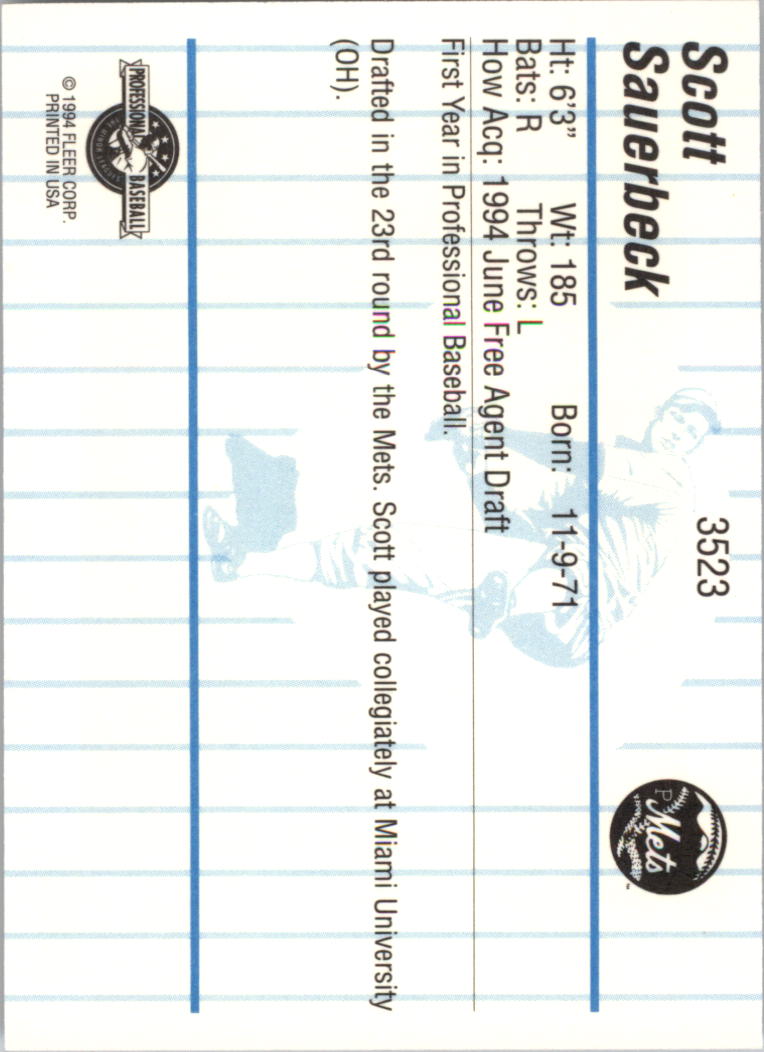 Scott
Sauerbeck
3523
P
Mets
Ht: 6'3" Wt: 185 Born: 11-9-71
Bats: R Throws: L
How Acq: 1994 June Free Agent Draft
First Year in Professional Baseball.
Drafted in the 23rd round by the Mets. Scott played collegiately at Miami University
(OH).
PROFESSIONAL BASEBALL
© 1994 FLEER CORP.
PRINTED IN USA